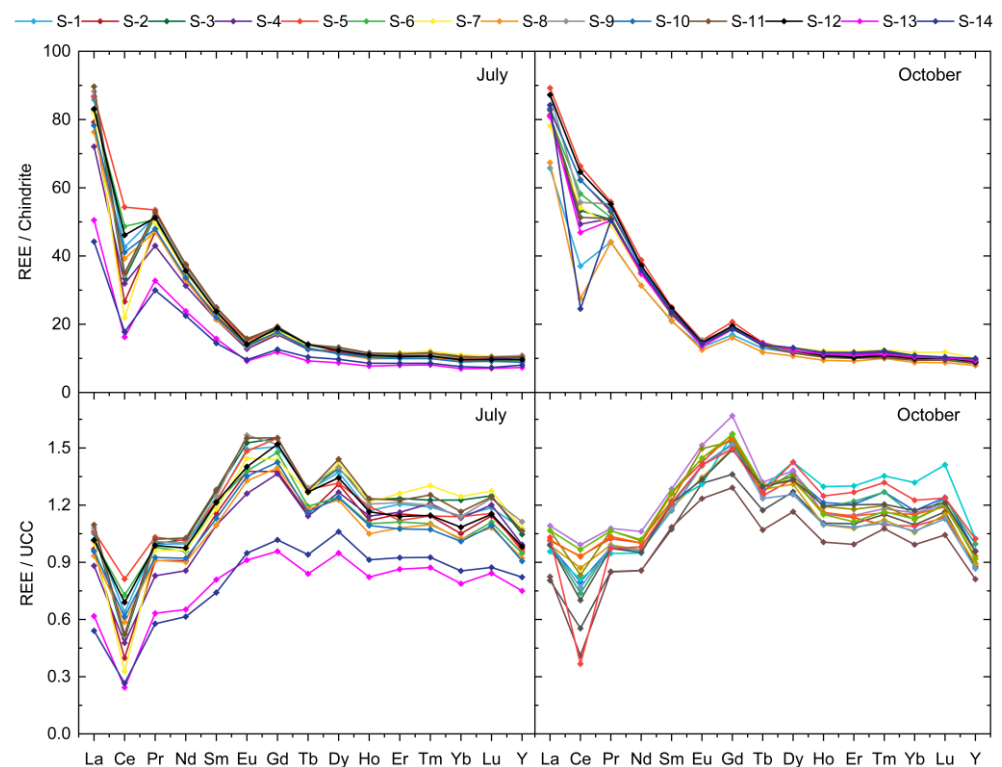 S-1 S-2 S-3 S-4 S-5 S-6 S-7 S-8 S-9 S-10 S-11 S-12 S-13 S-14
July
October
REE / Chindrite
100
80
60
40
20
0
July
October
REE / UCC
1.5
1.2
0.9
0.6
0.3
0.0
La Ce Pr Nd Sm Eu Gd Tb Dy Ho Er Tm Yb Lu Y La Ce Pr Nd Sm Eu Gd Tb Dy Ho Er Tm Yb Lu Y